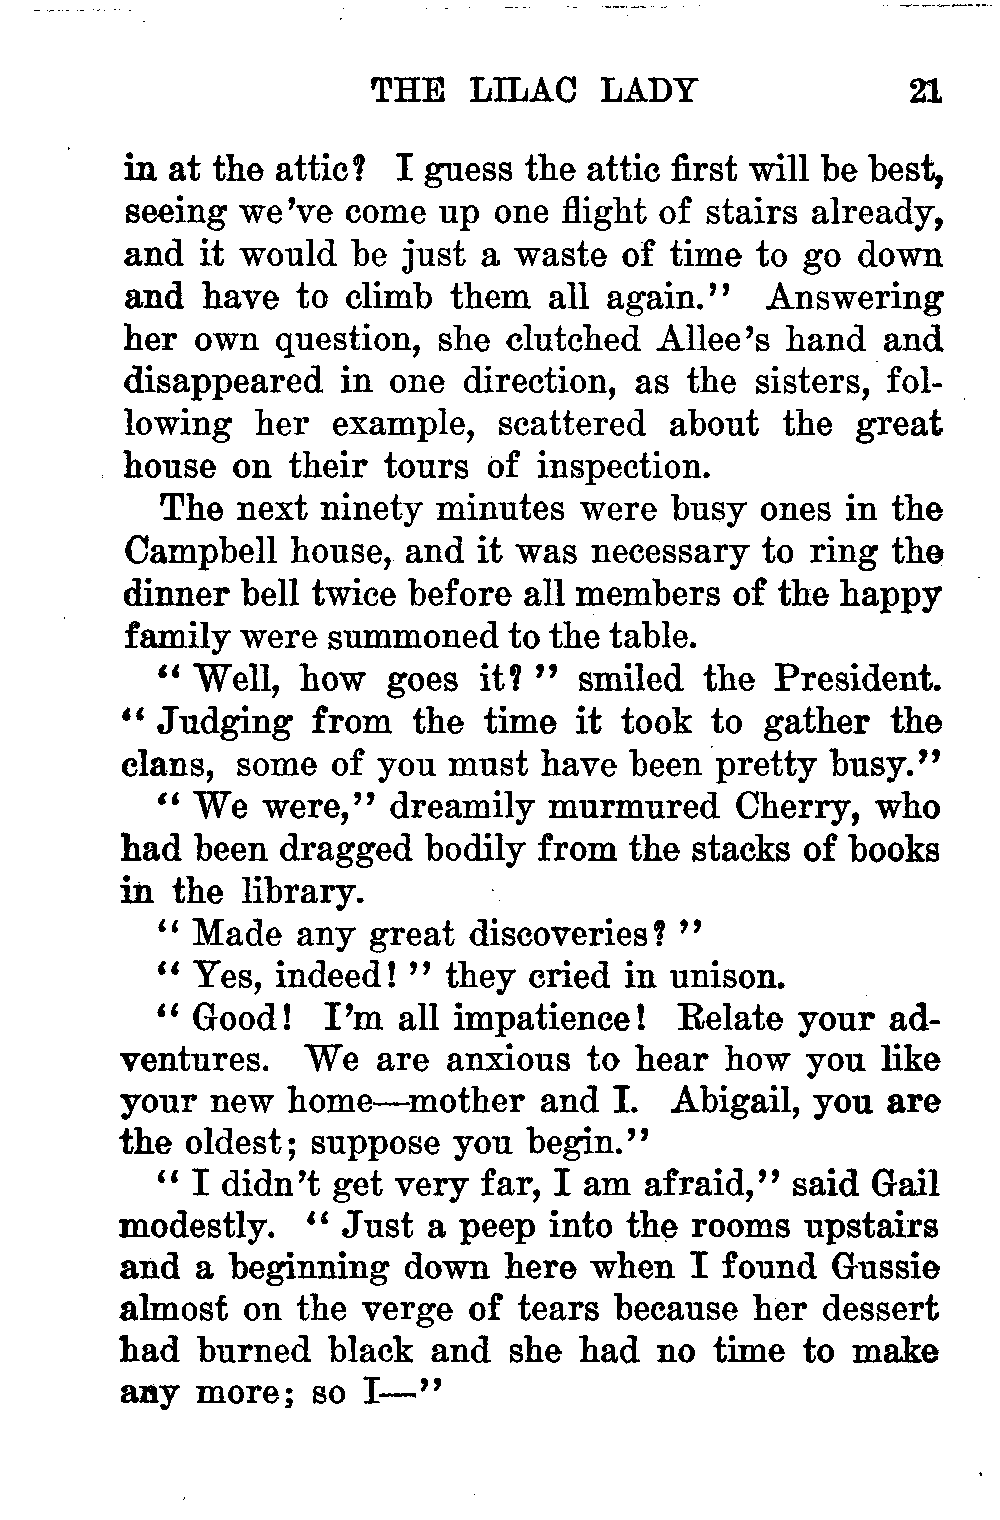 THE LILAC LADY 21
in at the attic? I guess the attic first will be best,
seeing we've come up one flight of stairs already,
and it would be just a waste of time to go down
and have to climb them all again." Answering
her own question, she clutched Allee's hand and
disappeared in one direction, as the sisters, fol-
lowing her example, scattered about the great
house on their tours of inspection.
The next ninety minutes were busy ones in the
Campbell house, and it was necessary to ring the
dinner bell twice before all members of the happy
family were summoned to the table.
" Well, how goes it? " smiled the President.
" Judging from the time it took to gather the
clans, some of you must have been pretty busy."
" We were," dreamily murmured Cherry, who
had been dragged bodily from the stacks of books
in the library.
" Made any great discoveries? "
" Yes, indeed! " they cried in unison.
" Good! I'm all impatience! Relate your ad-
ventures. We are anxious to hear how you like
your new home—mother and I. Abigail, you are
the oldest; suppose you begin."
" I didn't get very far, I am afraid," said Gail
modestly. " Just a peep into the rooms upstairs
and a beginning down here when I found Gussie
almost on the verge of tears because her dessert
had burned black and she had no time to make
any more; so I—"